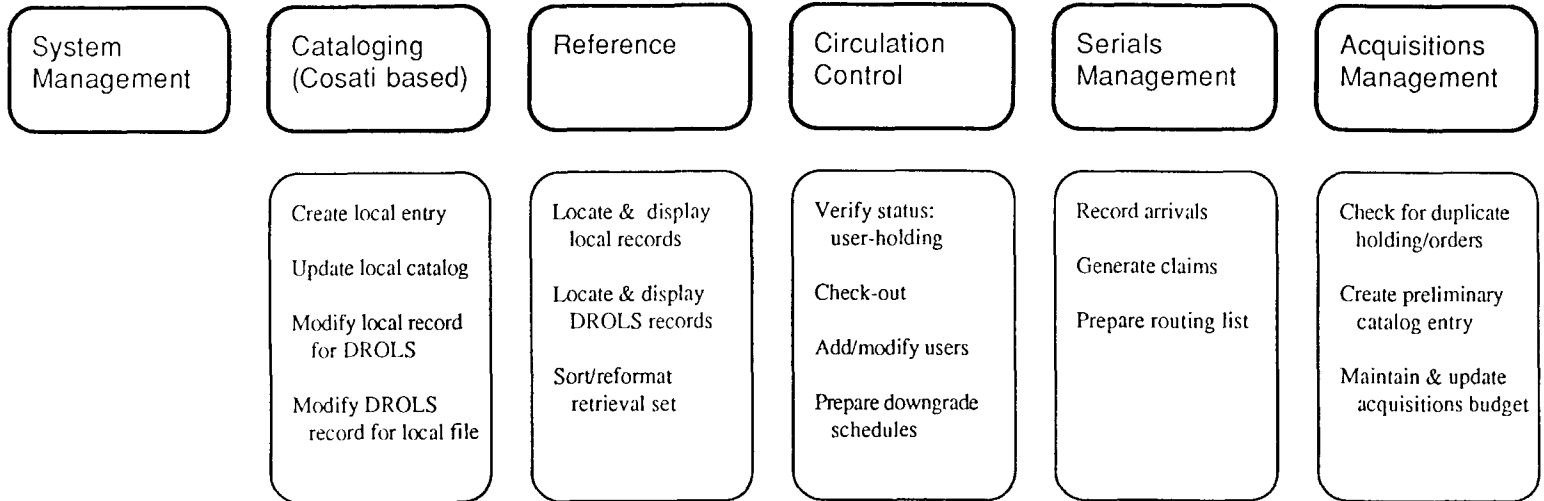 System
Management
Cataloging
(Cosati based)
Reference
Circulation
Control
Serials
Management
Acquisitions
Management
Create local entry
Update local catalog
Modify local record
for DROLS
Modify DROLS
record for local file
Locate & display
local records
Locate & display
DROLS records
Sort/reformat
retrieval set
Verify status:
user-holding
Check-out
Add/modify users
Prepare downgrade
schedules
Record arrivals
Generate claims
Prepare routing list
Check for duplicate
holding/orders
Create preliminary
catalog entry
Maintain & update
acquisitions budget